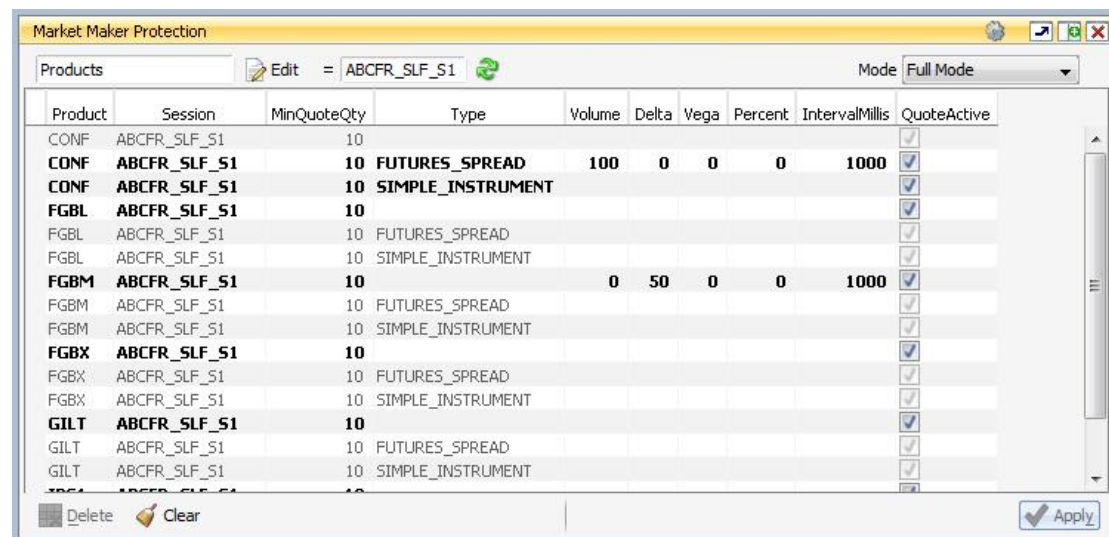 Market Maker Protection
Products Edit = ABCFR_SLF_S1 Mode Full Mode
Product Session MinQuoteQty Type Volume Delta Vega Percent IntervalMillis QuoteActive
CONF ABCFR_SLF_S1 10
CONF ABCFR_SLF_S1 10 FUTURES_SPREAD 100 0 0 0 1000
CONF ABCFR_SLF_S1 10 SIMPLE_INSTRUMENT
FGBL ABCFR_SLF_S1 10
FGBL ABCFR_SLF_S1 10 FUTURES_SPREAD
FGBL ABCFR_SLF_S1 10 SIMPLE_INSTRUMENT
FGBM ABCFR_SLF_S1 10 0 50 0 0 1000
FGBM ABCFR_SLF_S1 10 FUTURES_SPREAD
FGBM ABCFR_SLF_S1 10 SIMPLE_INSTRUMENT
FGBX ABCFR_SLF_S1 10
FGBX ABCFR_SLF_S1 10 FUTURES_SPREAD
FGBX ABCFR_SLF_S1 10 SIMPLE_INSTRUMENT
GILT ABCFR_SLF_S1 10
GILT ABCFR_SLF_S1 10 FUTURES_SPREAD
GILT ABCFR_SLF_S1 10 SIMPLE_INSTRUMENT
Delete Clear Apply